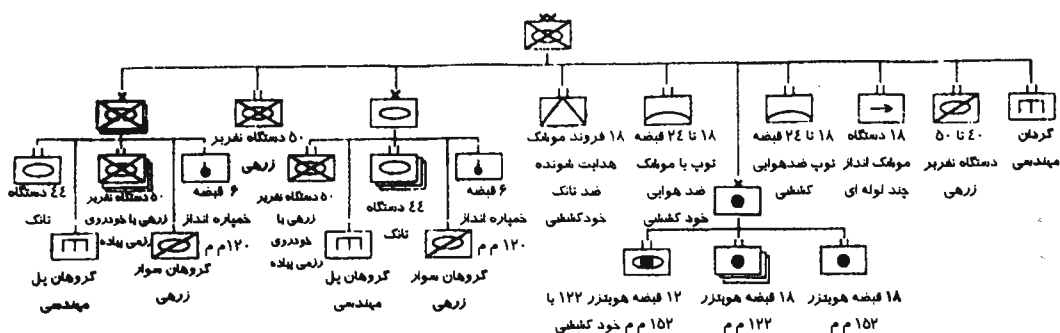 گردان
مهندسی
۴۰ تا ۵۰
دستگاه نفربر
زرهی
۱۸ دستگاه
موشک انداز
چند لوله ای
۱۸ تا ۲۴ قبضه
توپ ضدهوایی
کششی
۱۸ تا ۲۴ قبضه
توپ با موشک
ضد هوایی
خود کششی
۱۸ فروند موشک
هدایت شونده
ضد تانک
خودکششی
۵۰ دستگاه نفربر
زرهی
۱۸ قبضه هویتزر
۱۵۲ م م
۱۸ قبضه هویتزر
۱۲۲ م م
۱۲ قبضه هویتزر ۱۲۲ یا
۱۵۲ م م خود کششی
۶ قبضه
خمپاره انداز
۱۲۰ م م
۴۴ دستگاه
تانک
۵۰ دستگاه نفربر
زرهی یا
خودروی
رزمی پیاده
گروهان سوار
زرهی
گروهان پل
مهندسی
۶ قبضه
خمپاره انداز
۱۲۰ م م
۵۰ دستگاه نفربر
زرهی یا خودروی
رزمی پیاده
۴۴ دستگاه
تانک
گروهان سوار
زرهی
گروهان پل
مهندسی